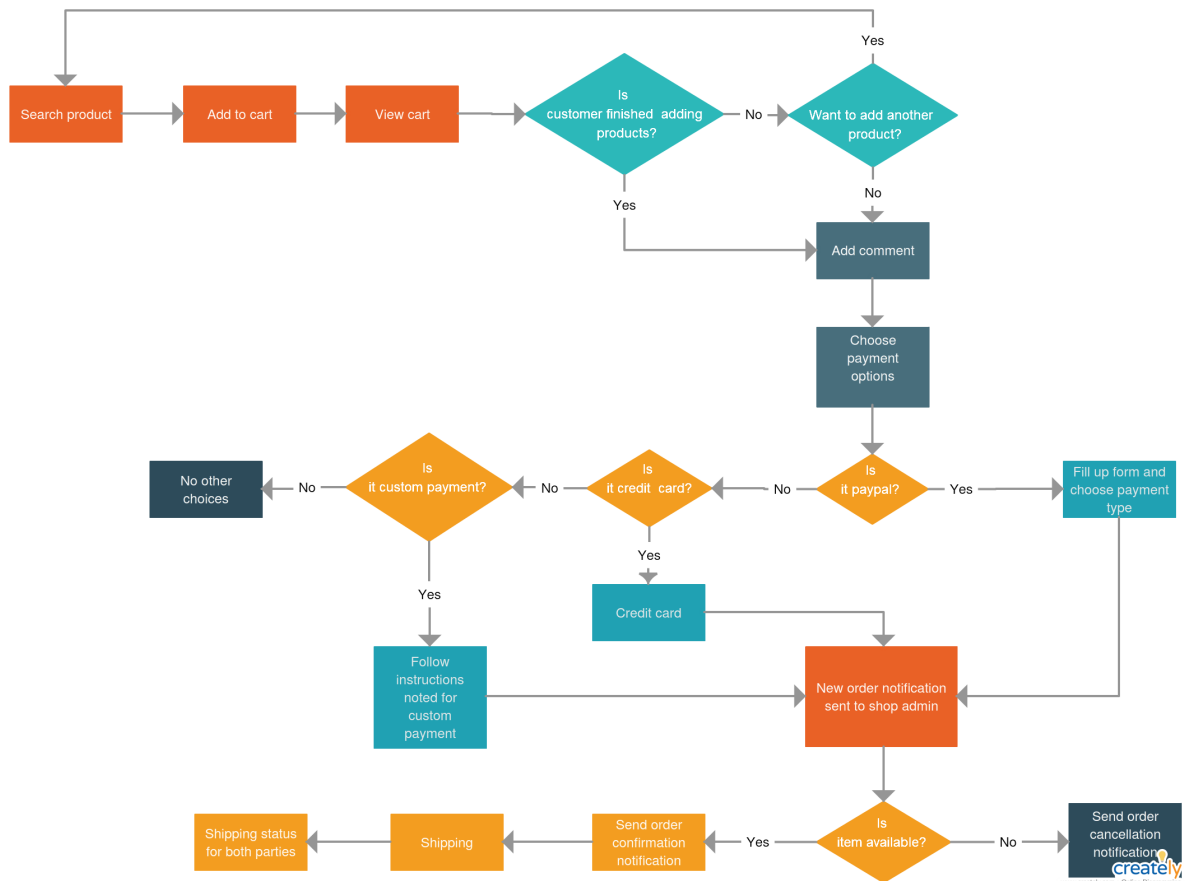 Yes
Search product
Add to cart
View cart
Is
customer finished adding
products?
No
Want to add another
product?
Yes
No
Add comment
Choose
payment
options
No other
choices
No
Is
it custom payment?
No
Is
it credit card?
No
Is
it paypal?
Yes
Fill up form and
choose payment
type
Yes
Yes
Credit card
Follow
instructions
noted for
custom
payment
New order notification
sent to shop admin
Shipping status
for both parties
Shipping
Send order
confirmation
notification
Yes
Is
item available?
No
Send order
cancellation
notification
creately